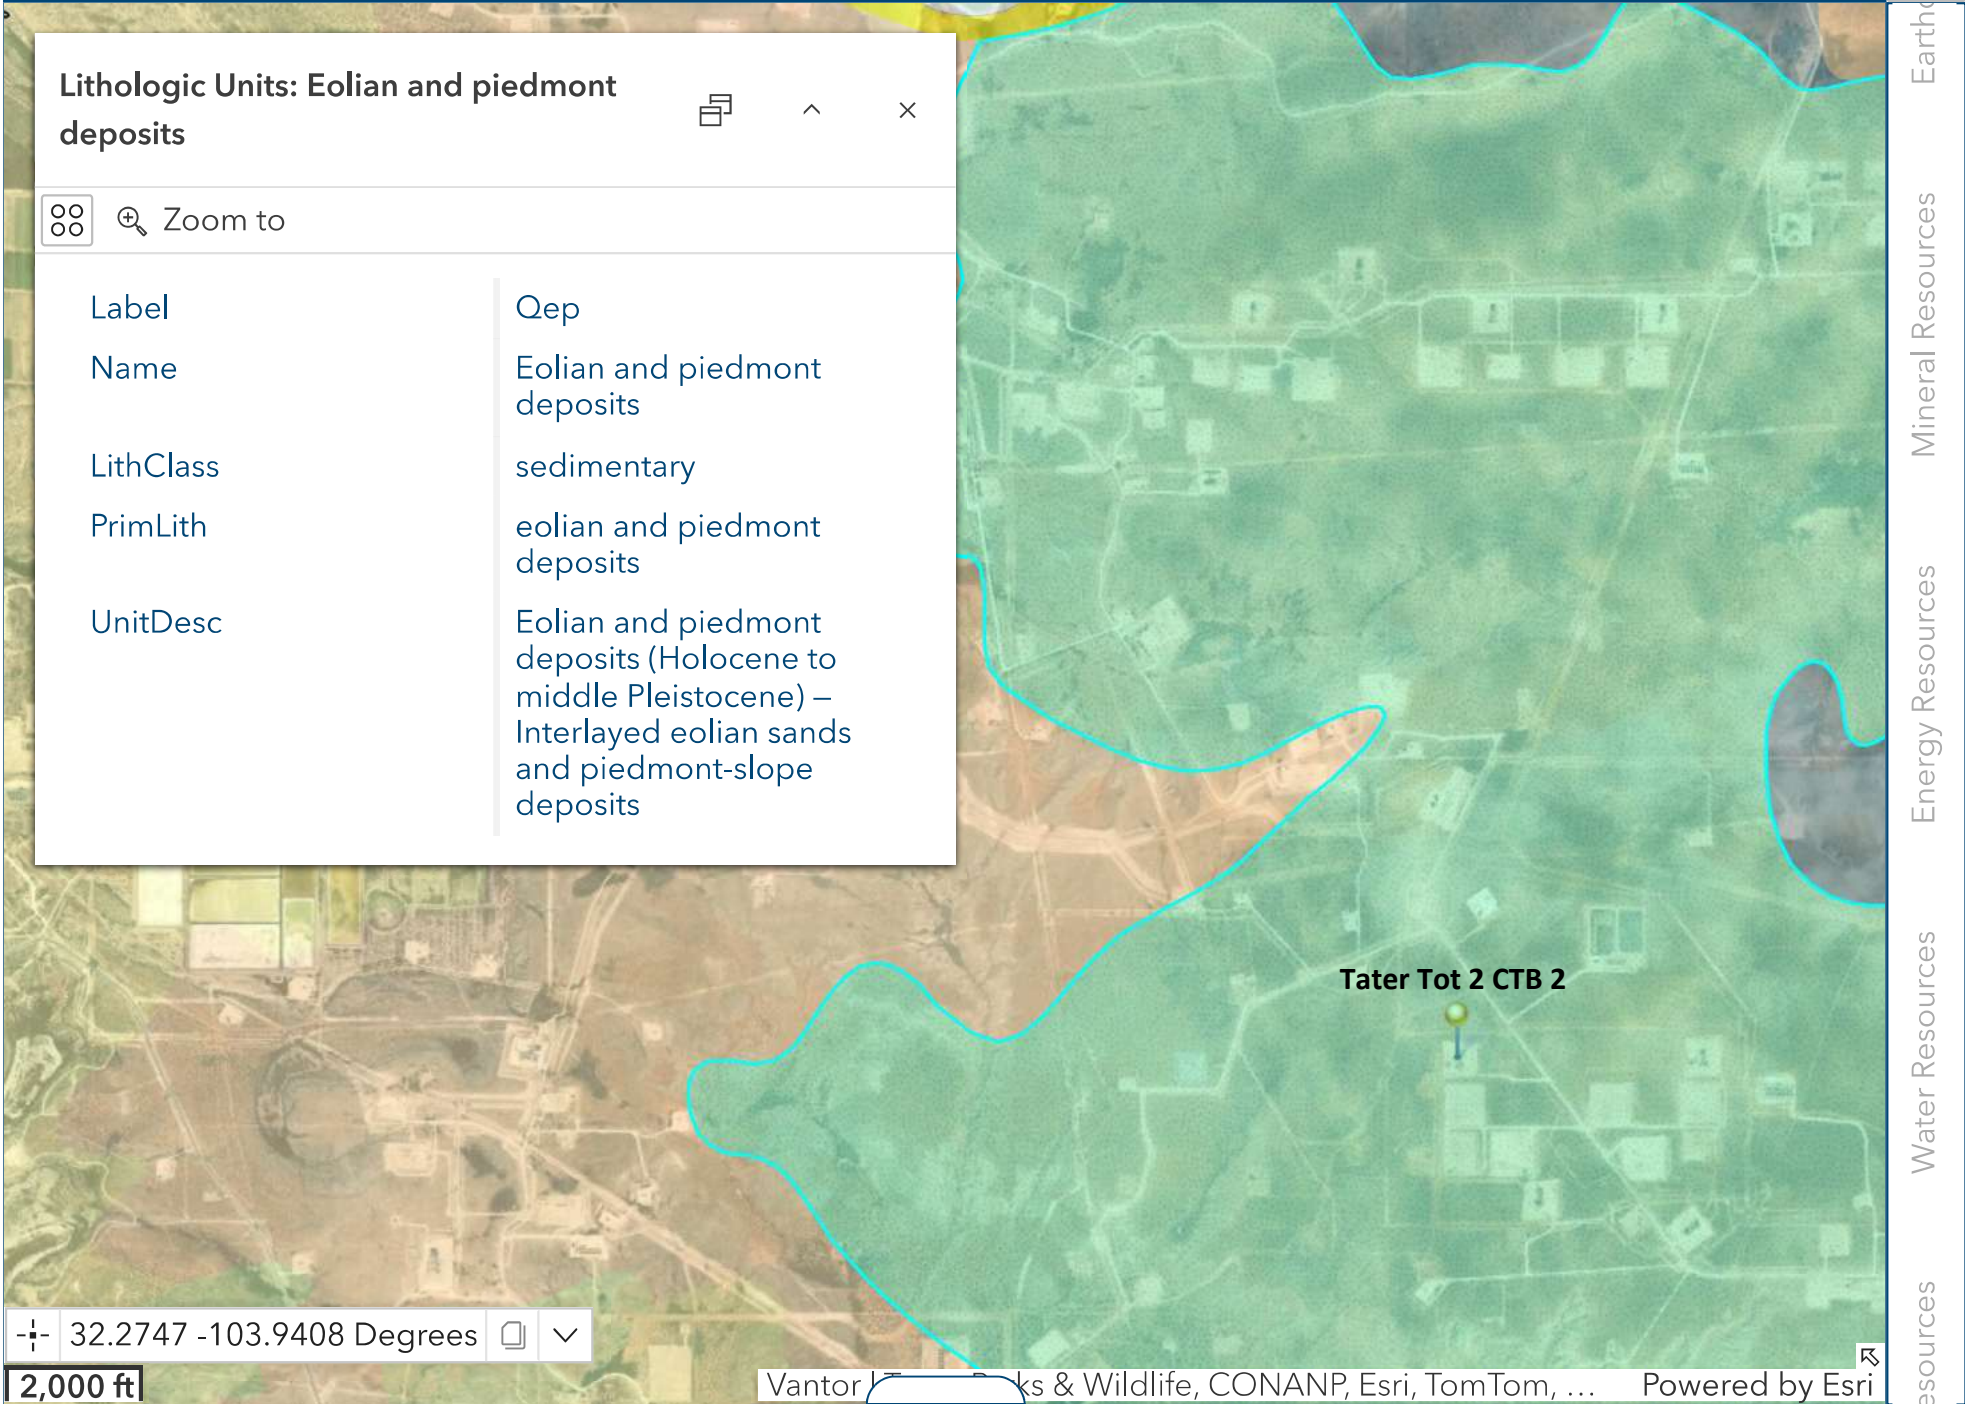 Lithologic Units: Eolian and piedmont
deposits
Zoom to
Label
Qep
Name
Eolian and piedmont
deposits
LithClass
sedimentary
PrimLith
eolian and piedmont
deposits
UnitDesc
Eolian and piedmont
deposits (Holocene to
middle Pleistocene) —
Interlayed eolian sands
and piedmont-slope
deposits
Tater Tot 2 CTB 2
32.2747 -103.9408 Degrees
2,000 ft
Vantor | & Wildlife, CONANP, Esri, TomTom, ...
Powered by Esri
Mineral Resources
Energy Resources
Water Resources